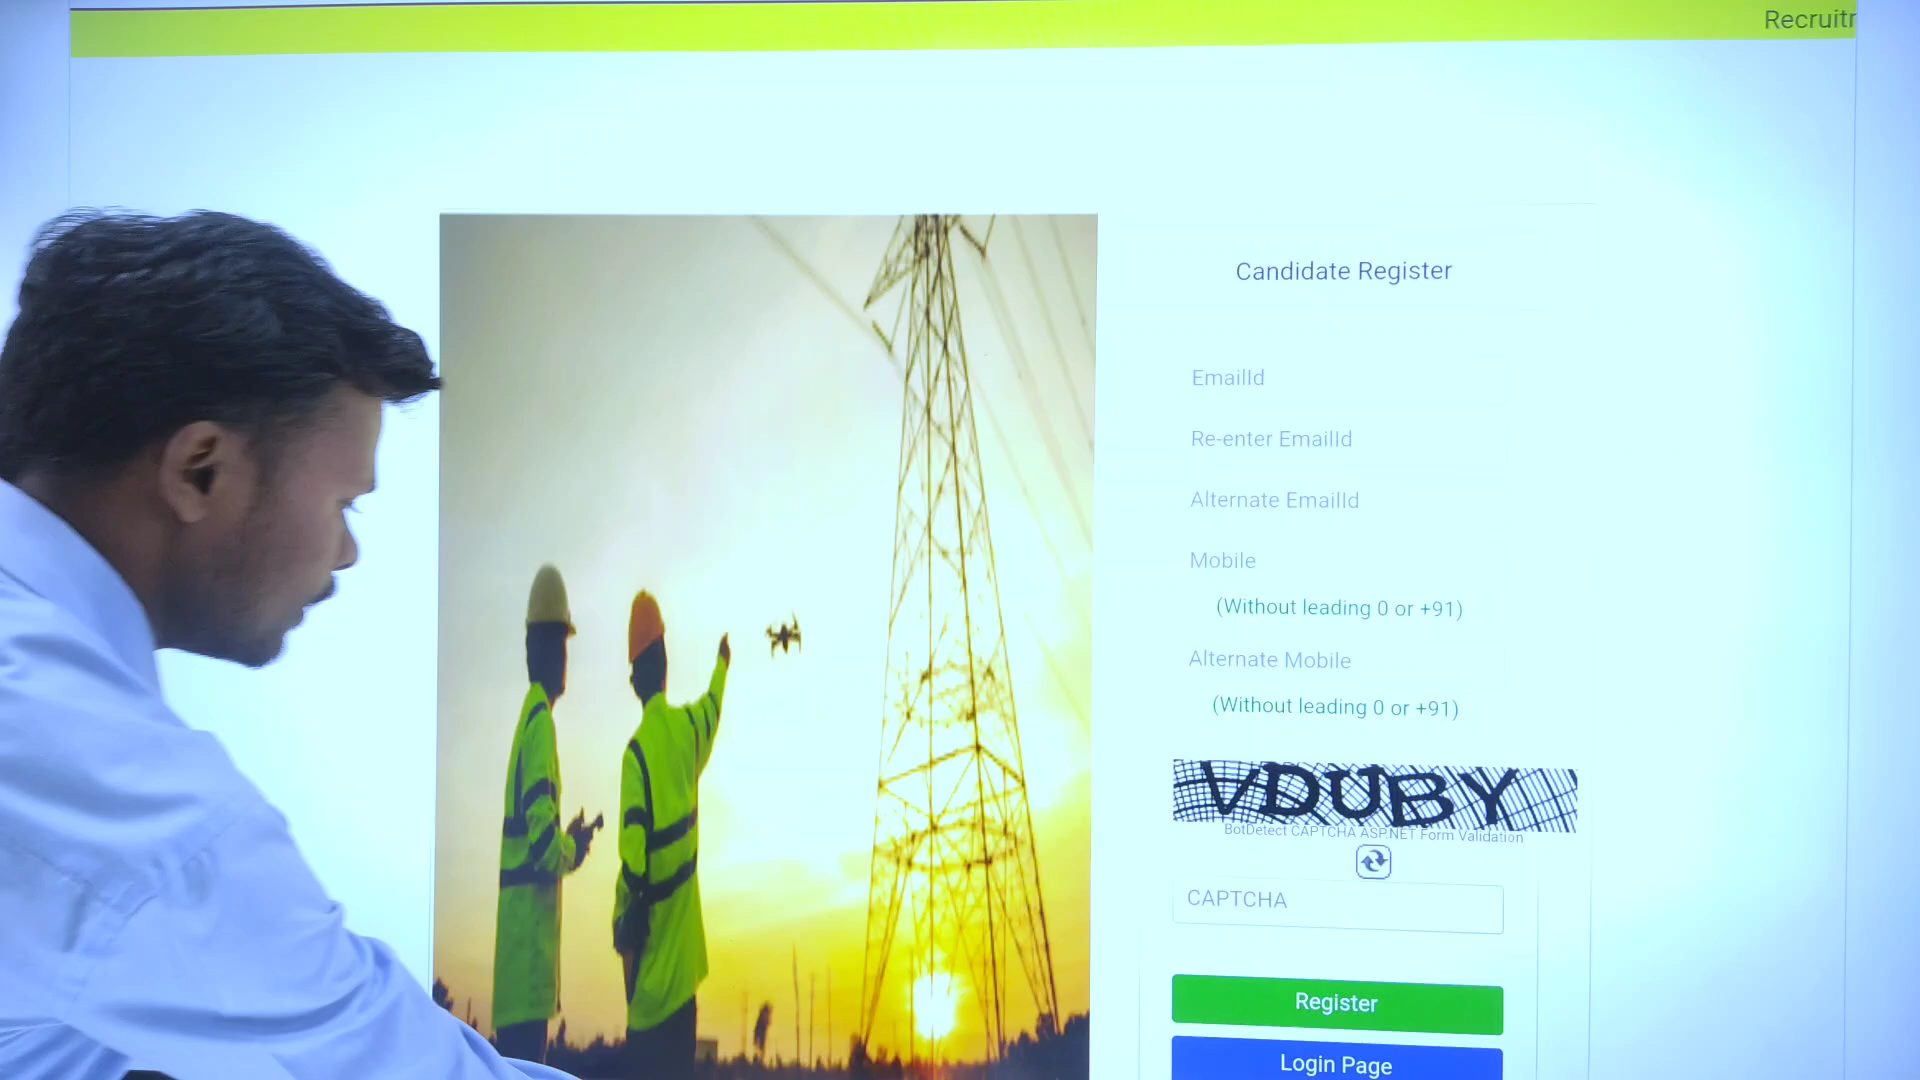 Recruitr
Candidate Register
EmailId
Re-enter EmailId
Alternate EmailId
Mobile
(Without leading 0 or +91)
Alternate Mobile
(Without leading 0 or +91)
VDUBY
BotDetect CAPTCHA ASP.NET Form Validation
CAPTCHA
Register
Login Page